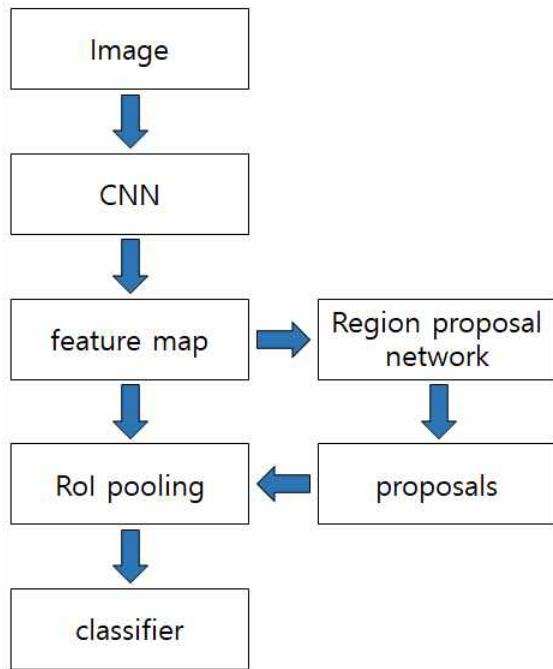 Image
CNN
feature map
Region proposal
network
RoI pooling
proposals
classifier